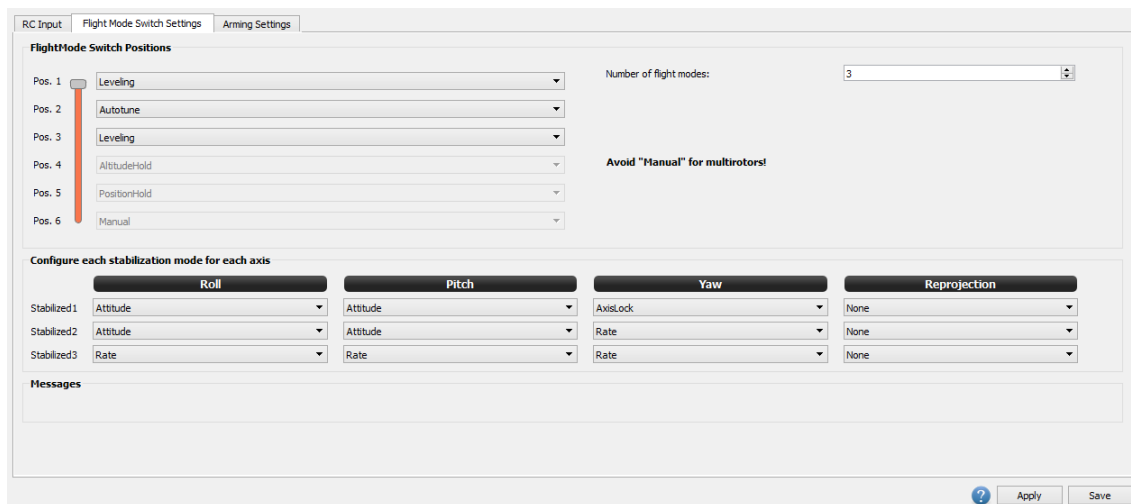 RC Input Flight Mode Switch Settings Arming Settings
FlightMode Switch Positions
Pos. 1 Leveling Number of flight modes: 3
Pos. 2 Autotune
Pos. 3 Leveling
Pos. 4 AltitudeHold Avoid "Manual" for multirotors!
Pos. 5 PositionHold
Pos. 6 Manual
Configure each stabilization mode for each axis
Roll Pitch Yaw Reprojection
Stabilized1 Attitude Attitude AxisLock None
Stabilized2 Attitude Attitude Rate None
Stabilized3 Rate Rate Rate None
Messages
? Apply Save